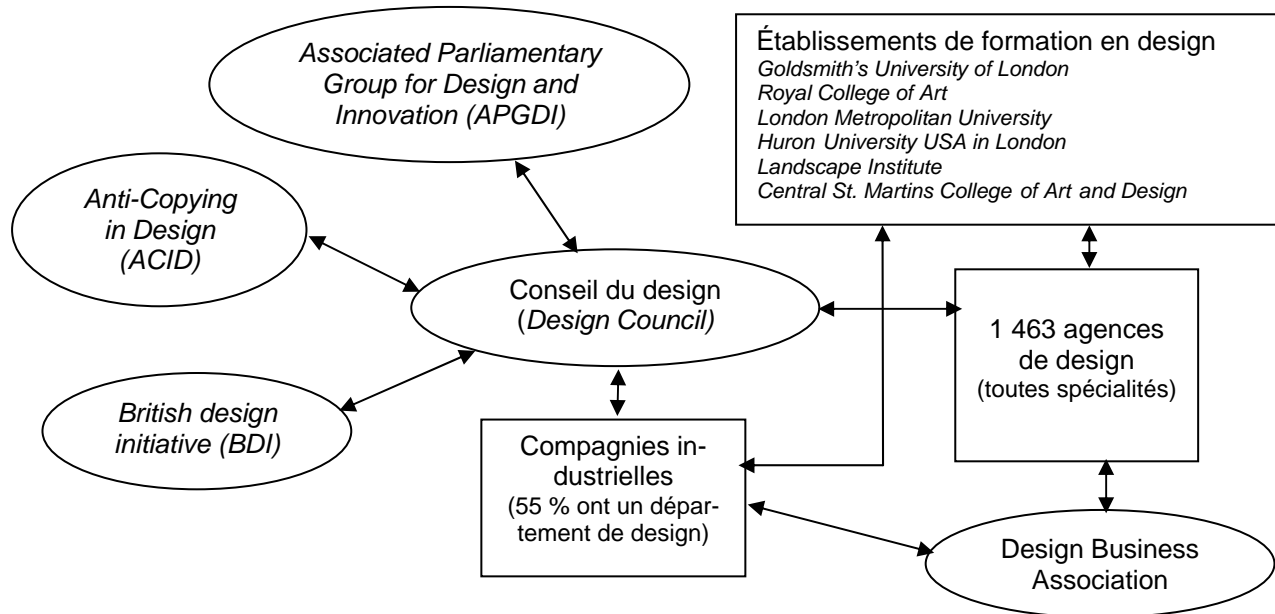 Associated Parliamentary
Group for Design and
Innovation (APGDI)
Établissements de formation en design
Goldsmith's University of London
Royal College of Art
London Metropolitan University
Huron University USA in London
Landscape Institute
Central St. Martins College of Art and Design
Anti-Copying
in Design
(ACID)
Conseil du design
(Design Council)
1 463 agences
de design
(toutes spécialités)
British design
initiative (BDI)
Compagnies in-
dustrielles
(55 % ont un dépar-
tement de design)
Design Business
Association